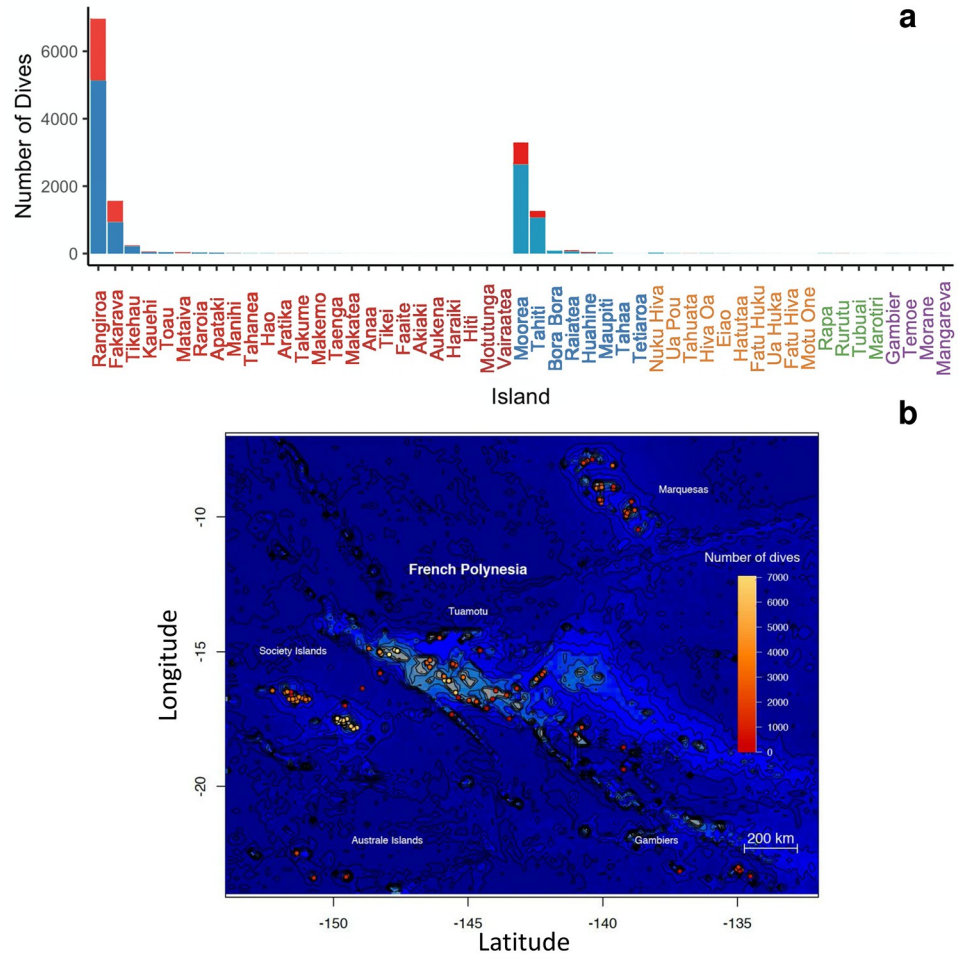 a
Number of Dives
6000
4000
2000
0
Rangiroa
Fakarava
Tikehau
Kauehi
Toau
Mataiva
Raroia
Apataki
Manihi
Tahanea
Hao
Aratika
Takume
Makemo
Taenga
Makatea
Anaa
Tikei
Faaite
Akiaki
Aukena
Haraiki
Hiti
Motutunga
Vairaatea
Moorea
Tahiti
Bora Bora
Raiatea
Huahine
Maupiti
Tahaa
Tetiaroa
Nuku Hiva
Ua Pou
Tahuata
Hiva Oa
Eiao
Hatutaa
Fatu Huku
Ua Huka
Fatu Hiva
Motu One
Rapa
Rurutu
Tubuai
Marotiri
Gambier
Temoe
Morane
Mangareva
Island
b
Longitude
-10
-15
-20
Marquesas
French Polynesia
Tuamotu
Society Islands
Australe Islands
Gambiers
Number of dives
7000
6000
5000
4000
3000
2000
1000
0
200 km
-150
-145
-140
-135
Latitude